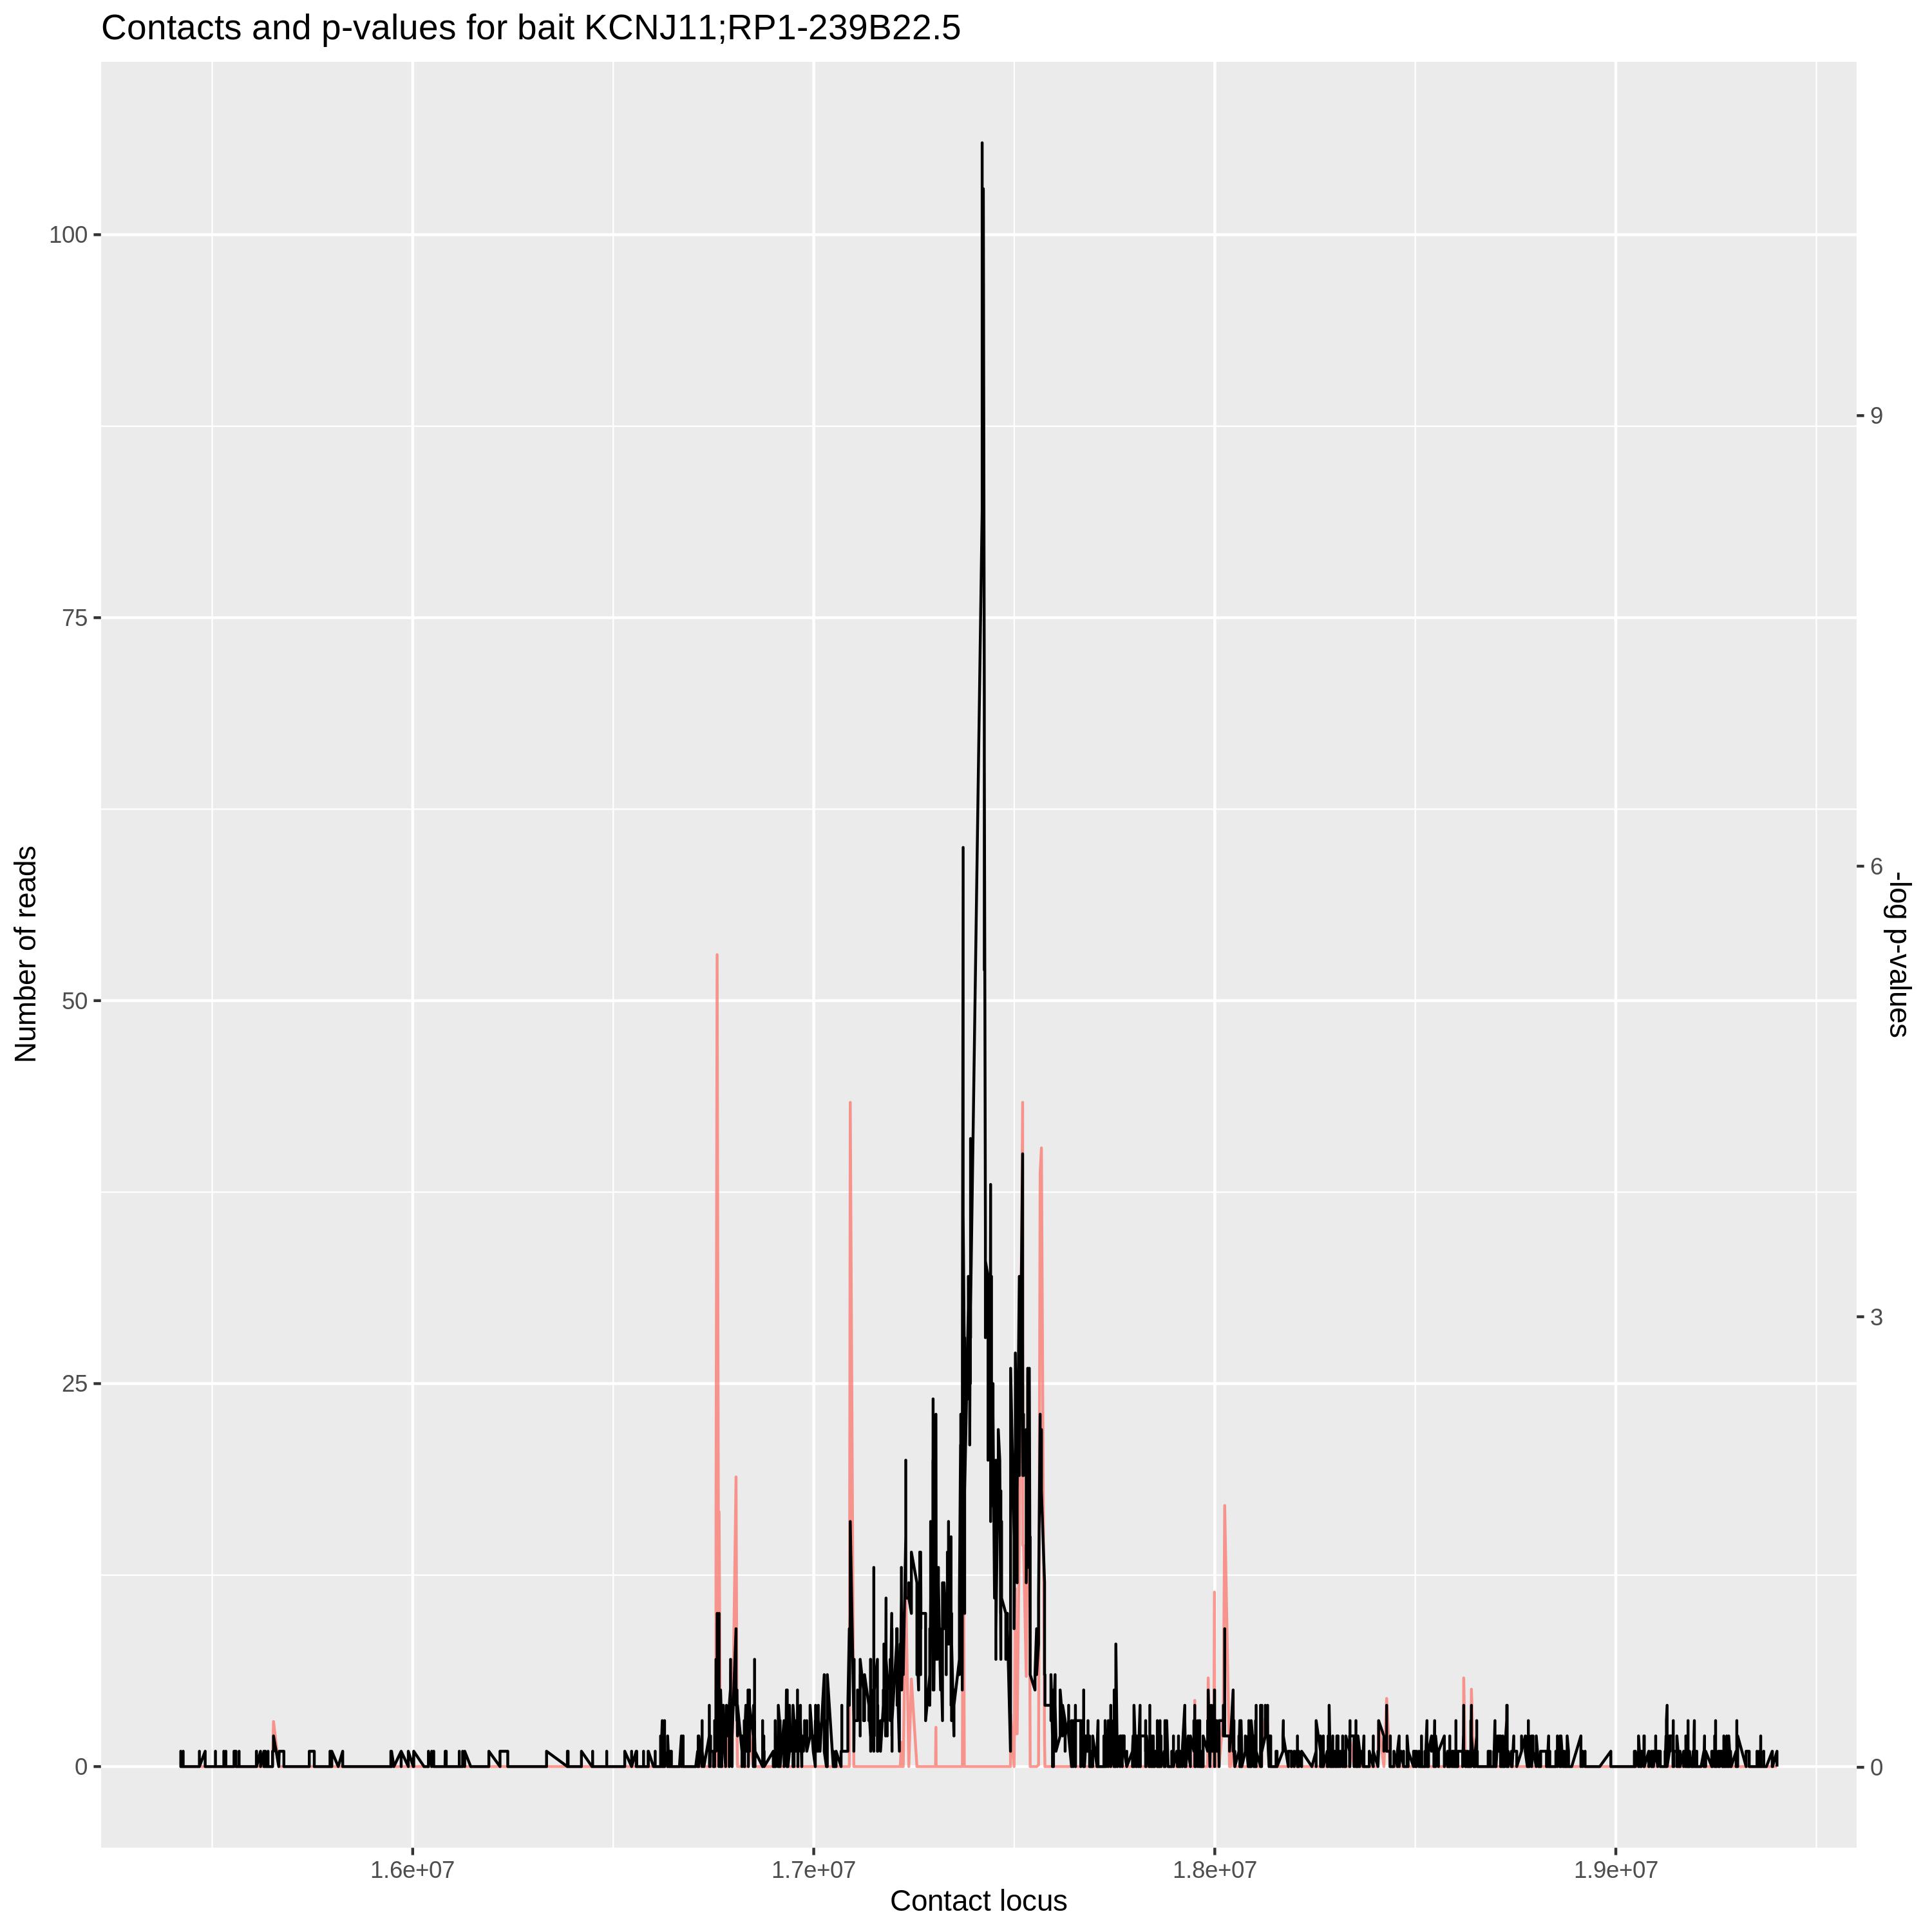 Contacts and p-values for bait KCNJ11;RP1-239B22.5
100
75
50
25
0
Number of reads
9
6
3
0
-log p-values
1.6e+07
1.7e+07
1.8e+07
1.9e+07
Contact locus